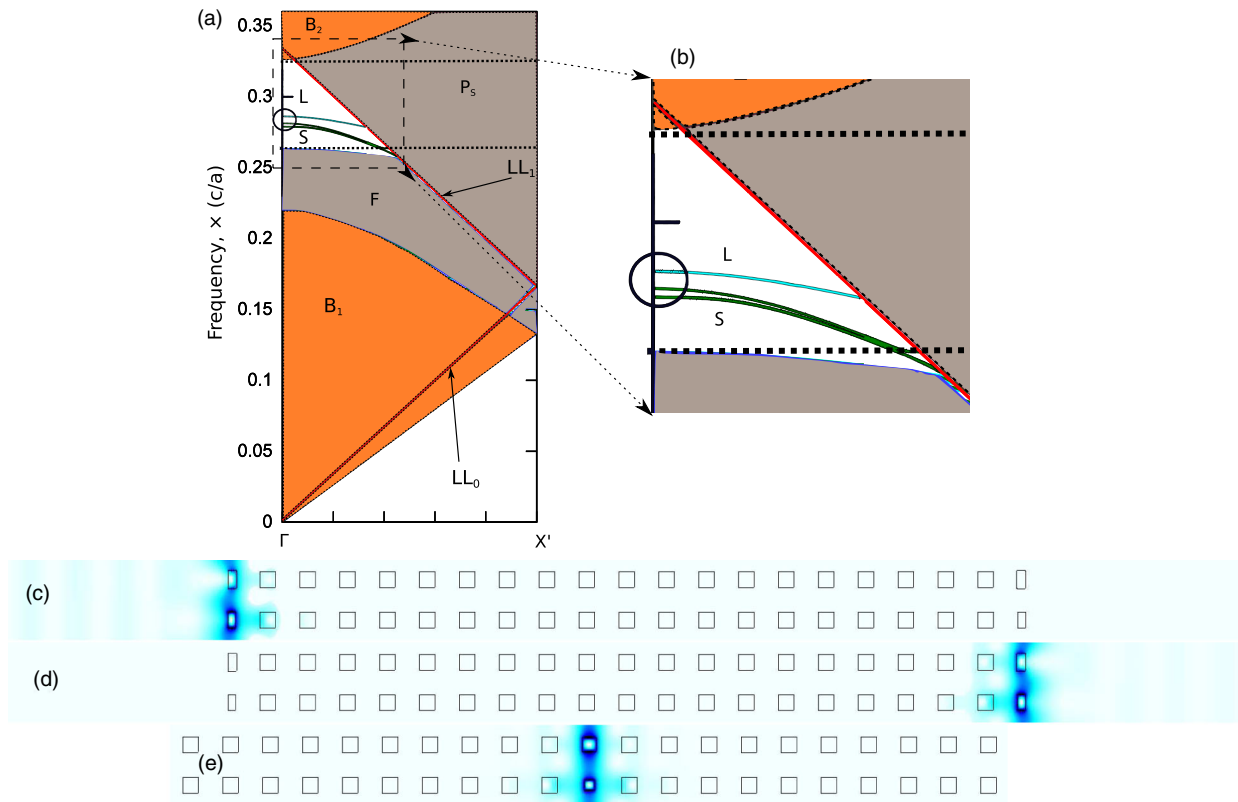 (a)
0.35
B2
0.3
L
PS
S
0.25
LL1
F
0.2
0.15
B1
0.1
0.05
LL0
0
Γ
X'
Frequency, × (c/a)
(b)
L
S
(c)
(d)
(e)